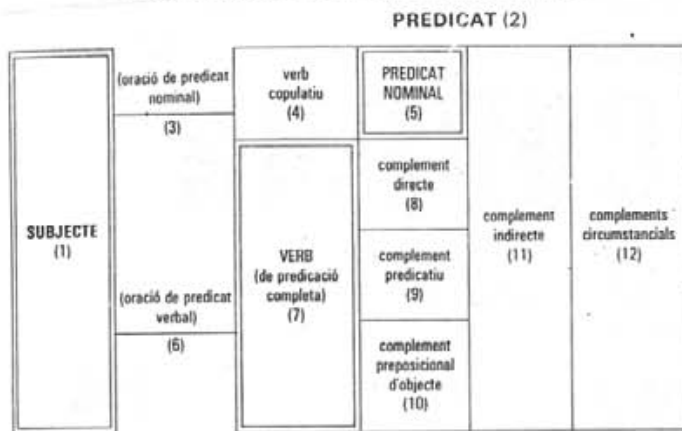 PREDICAT (2)
SUBJECTE
(1)
(oració de predicat
nominal)
(3)
(oració de predicat
verbal)
(6)
verb
copulatiu
(4)
VERB
(de predicació
completa)
(7)
PREDICAT
NOMINAL
(5)
complement
directe
(8)
complement
predicatiu
(9)
complement
preposicional
d'objecte
(10)
complement
indirecte
(11)
complements
circumstancials
(12)